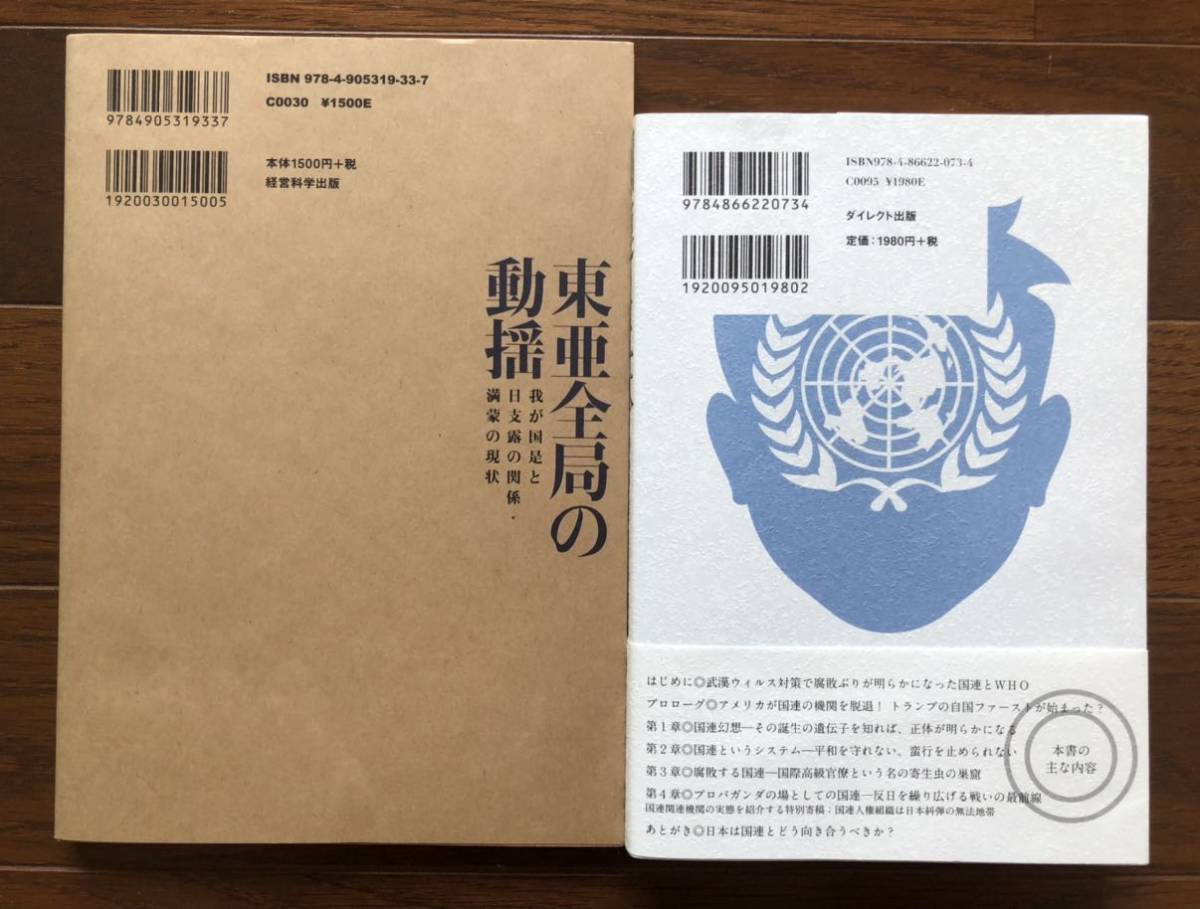 ISBN 978-4-905319-33-7
C0030 ¥1500E
9784905319337
本体1500円+税
経営科学出版
1920030015005
東亜全局の
動揺
我が国是と
日支露の関係・
満蒙の現状
ISBN978-4-86622-073-4
C0095 ¥1980E
9784866220734
ダイレクト出版
定価:1980円+税
1920095019802
はじめに◎武漢ウィルス対策で腐敗ぶりが明らかになった国連とWHO
プロローグ◎アメリカが国連の機関を脱退! トランプの自国ファーストが始まった?
第1章◎国連幻想―その誕生の遺伝子を知れば、正体が明らかになる
第2章◎国連というシステム―平和を守れない、蛮行を止められない
第3章◎腐敗する国連―国際高級官僚という名の寄生虫の巣窟
第4章◎プロパガンダの場としての国連―反日を繰り広げる戦いの最前線
国連関連機関の実態を紹介する特別寄稿:国連人権組織は日本糾弾の無法地帯
あとがき◎日本は国連とどう向き合うべきか?
本書の
主な内容